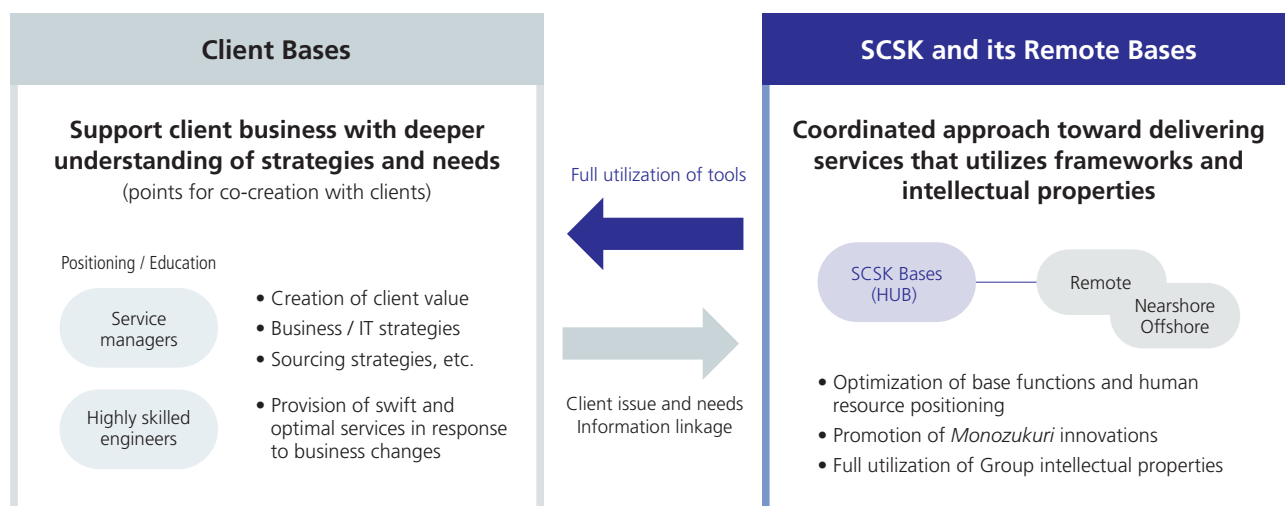 Client Bases
Support client business with deeper
understanding of strategies and needs
(points for co-creation with clients)
Positioning / Education
Service
managers
• Creation of client value
• Business / IT strategies
• Sourcing strategies, etc.
Highly skilled
engineers
• Provision of swift and
optimal services in response
to business changes
Full utilization of tools
Client issue and needs
Information linkage
SCSK and its Remote Bases
Coordinated approach toward delivering
services that utilizes frameworks and
intellectual properties
SCSK Bases
(HUB)
Remote
Nearshore
Offshore
• Optimization of base functions and human
resource positioning
• Promotion of Monozukuri innovations
• Full utilization of Group intellectual properties